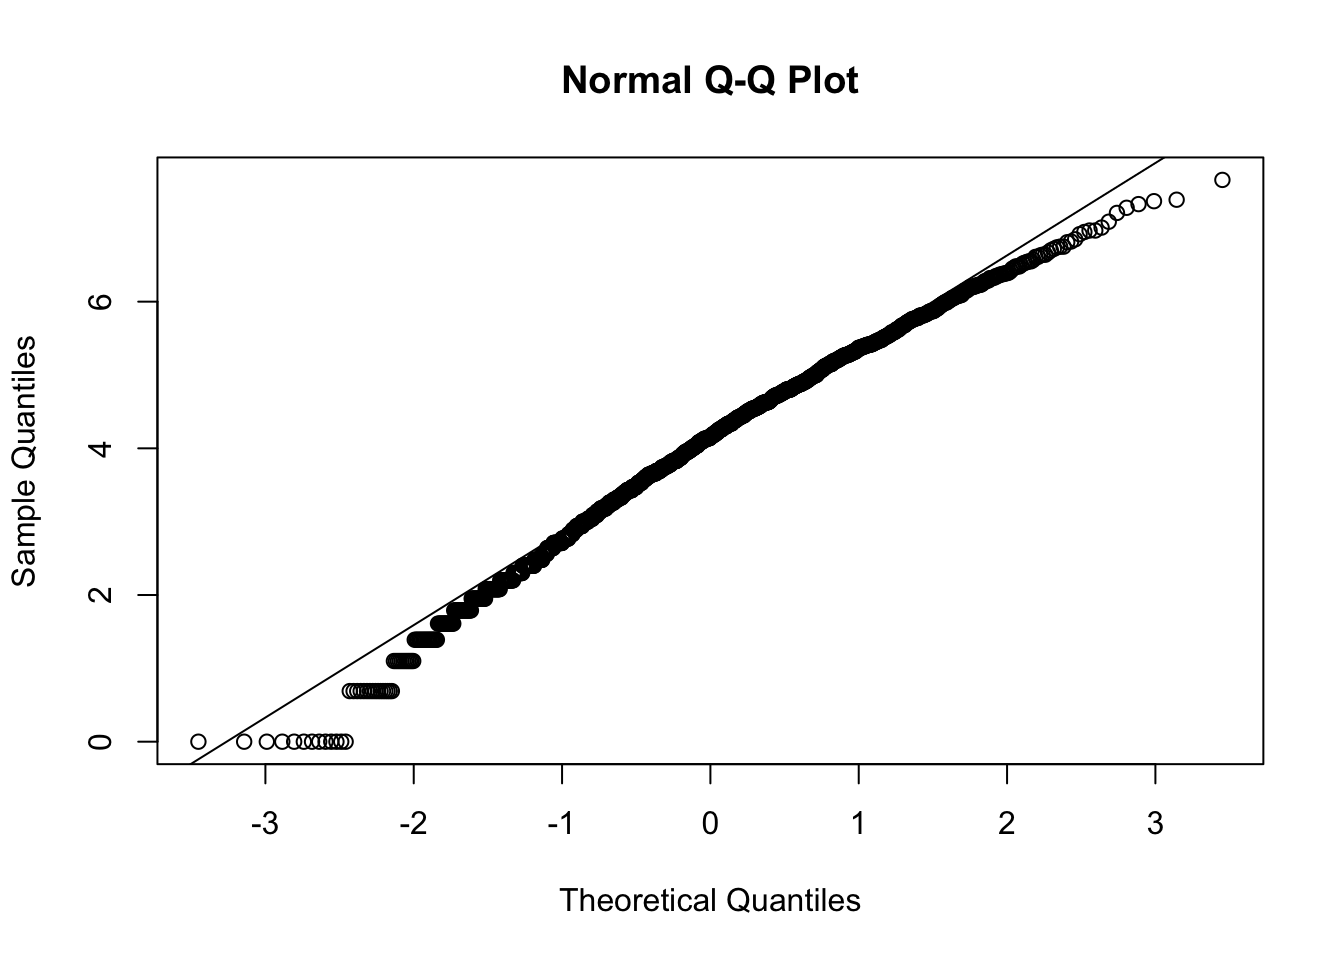 Normal Q-Q Plot
Sample Quantiles
6
4
2
0
-3 -2 -1 0 1 2 3
Theoretical Quantiles